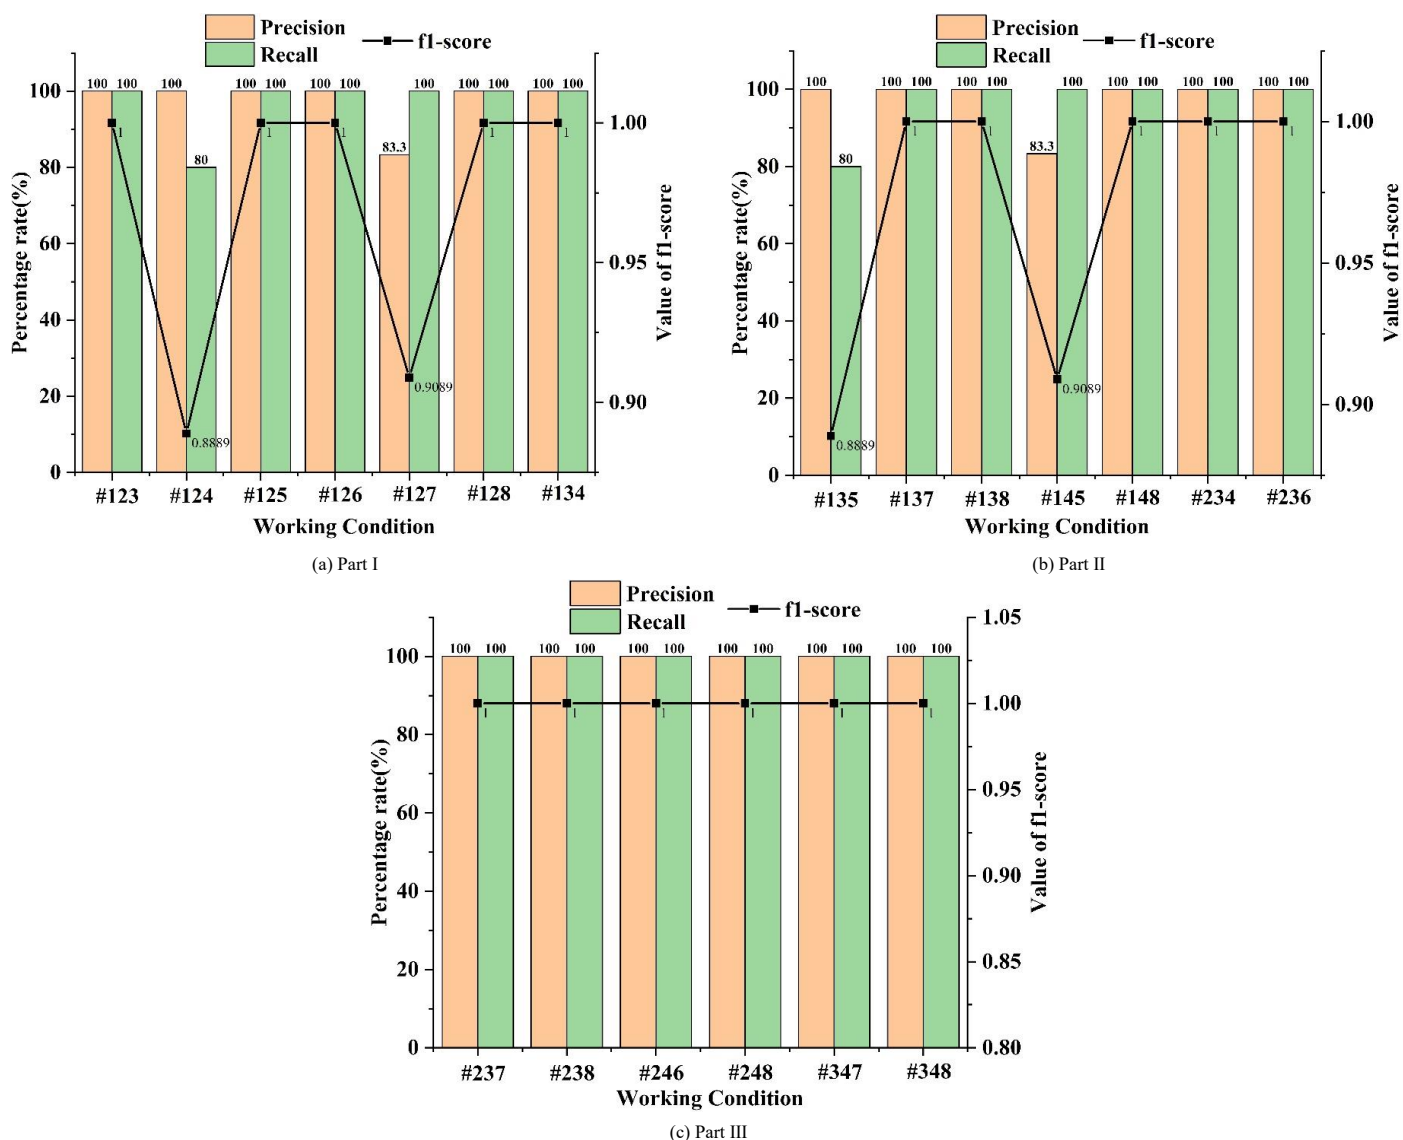 Precision
Recall
f1-score
100 100 100 80 100 100 100 100 83.3 100 100 100 100 100
1 0.8889 1 1 0.9089 1 1
Percentage rate(%)
100
80
60
40
20
0
Value of f1-score
1.00
0.95
0.90
#123 #124 #125 #126 #127 #128 #134
Working Condition
(a) Part I
Precision
Recall
f1-score
100 80 100 100 100 100 83.3 100 100 100 100 100 100 100
0.8889 1 1 0.9089 1 1 1
Percentage rate(%)
100
80
60
40
20
0
Value of f1-score
1.00
0.95
0.90
#135 #137 #138 #145 #148 #234 #236
Working Condition
(b) Part II
Precision
Recall
f1-score
100 100 100 100 100 100 100 100 100 100 100 100
1 1 1 1 1 1
Percentage rate(%)
100
80
60
40
20
0
Value of f1-score
1.05
1.00
0.95
0.90
0.85
0.80
#237 #238 #246 #248 #347 #348
Working Condition
(c) Part III